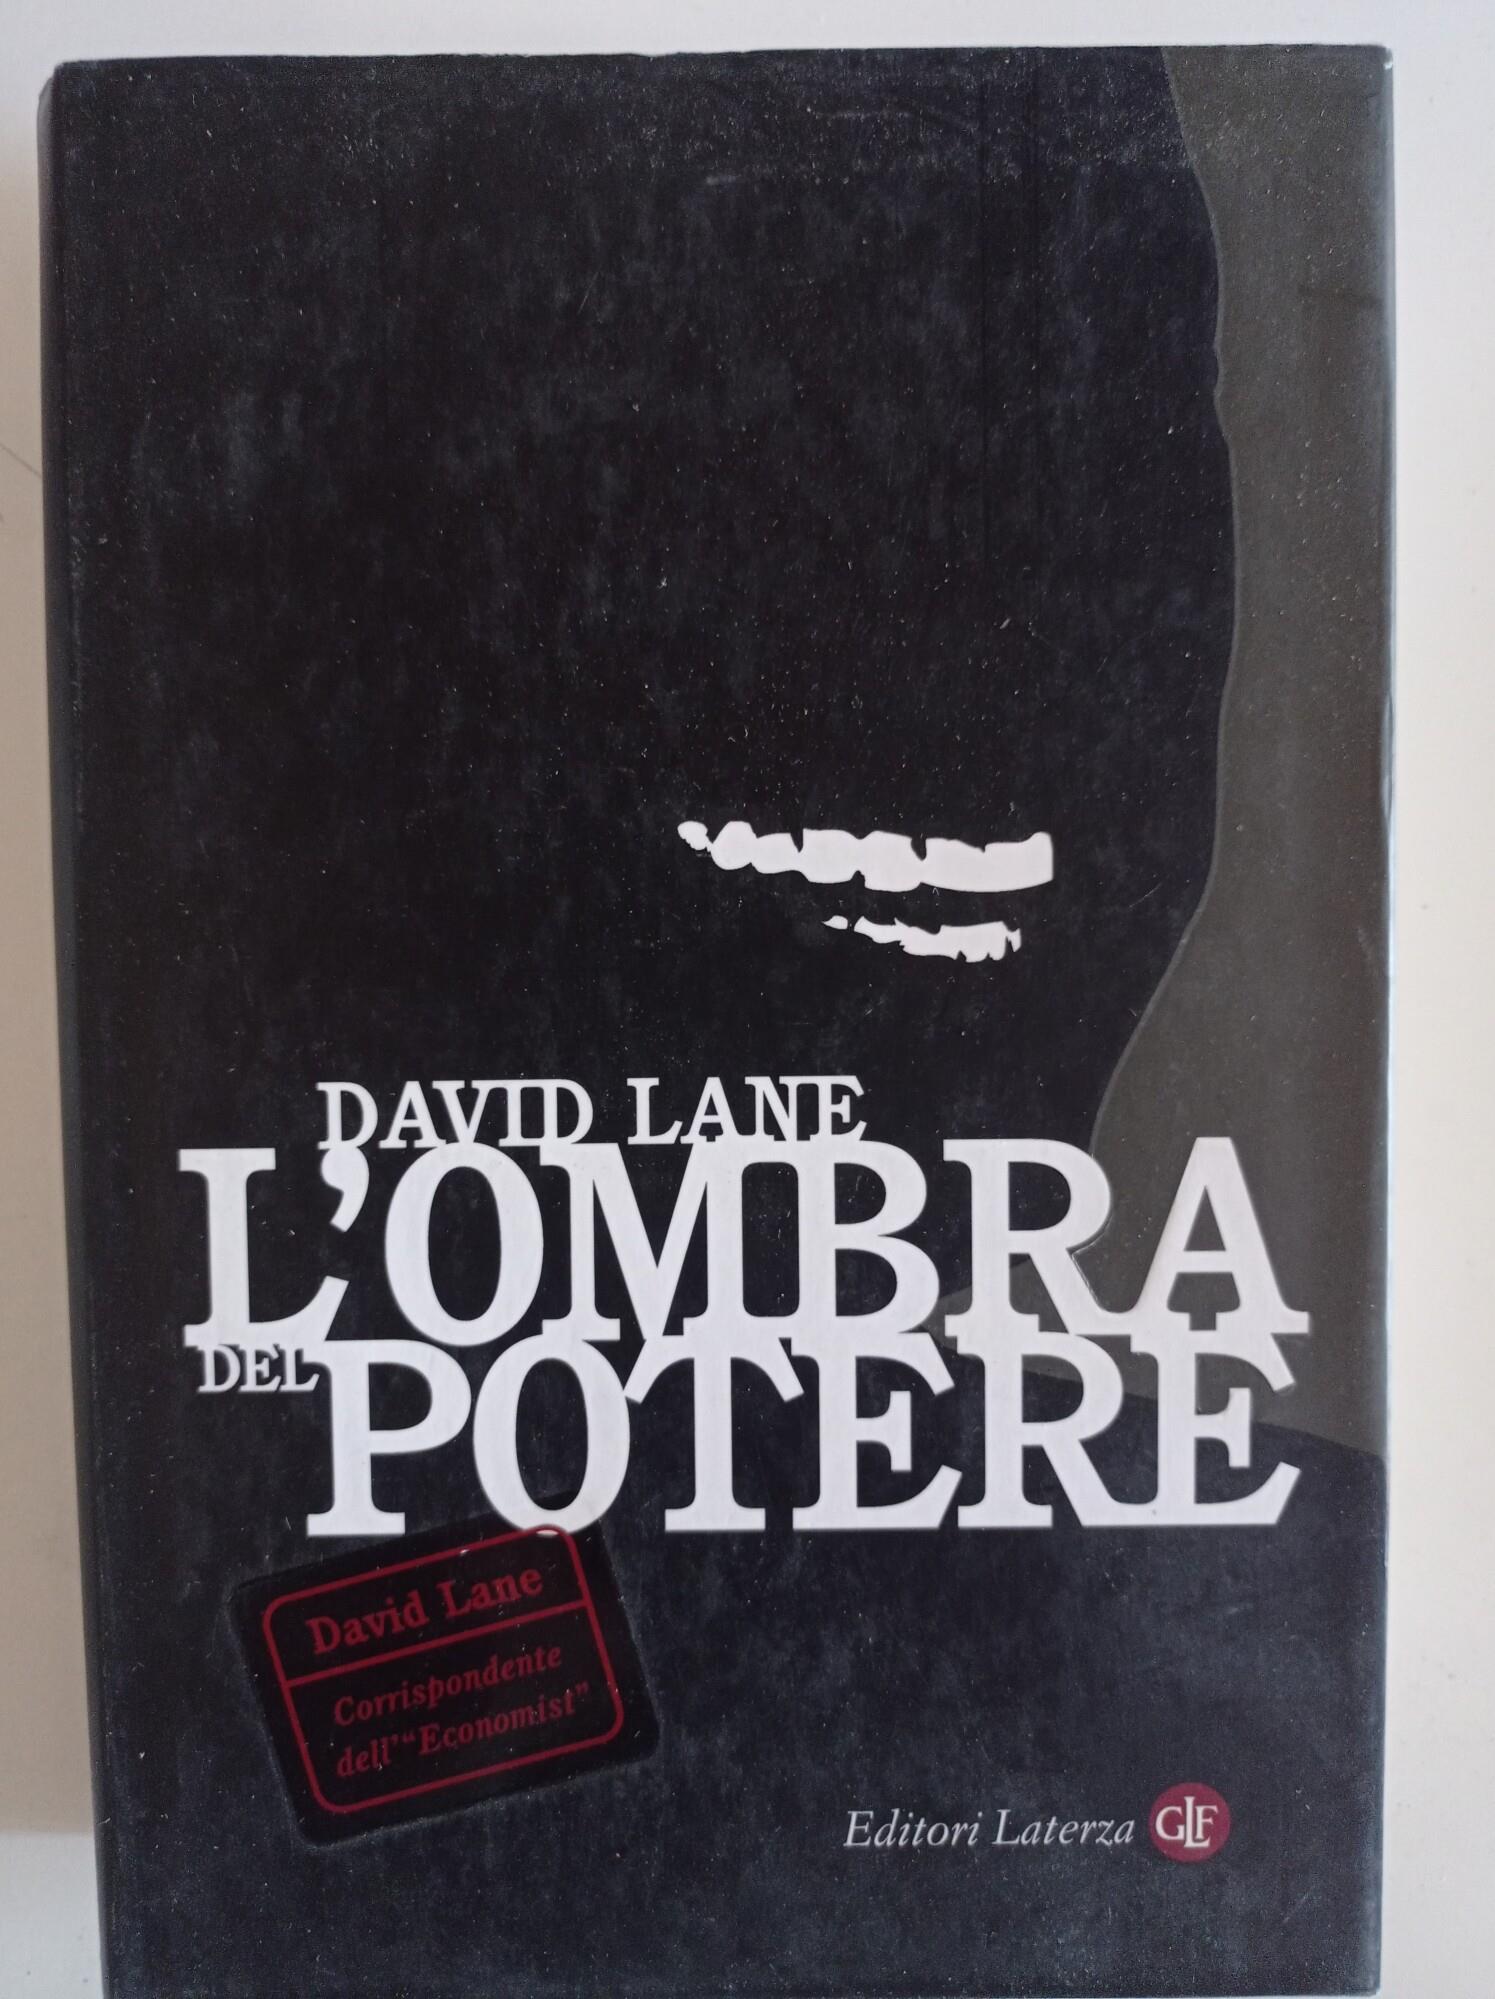 DAVID LANE
L'OMBRA
DEL POTERE
David Lane
Corrispondente
dell'“Economist”
Editori Laterza GLF